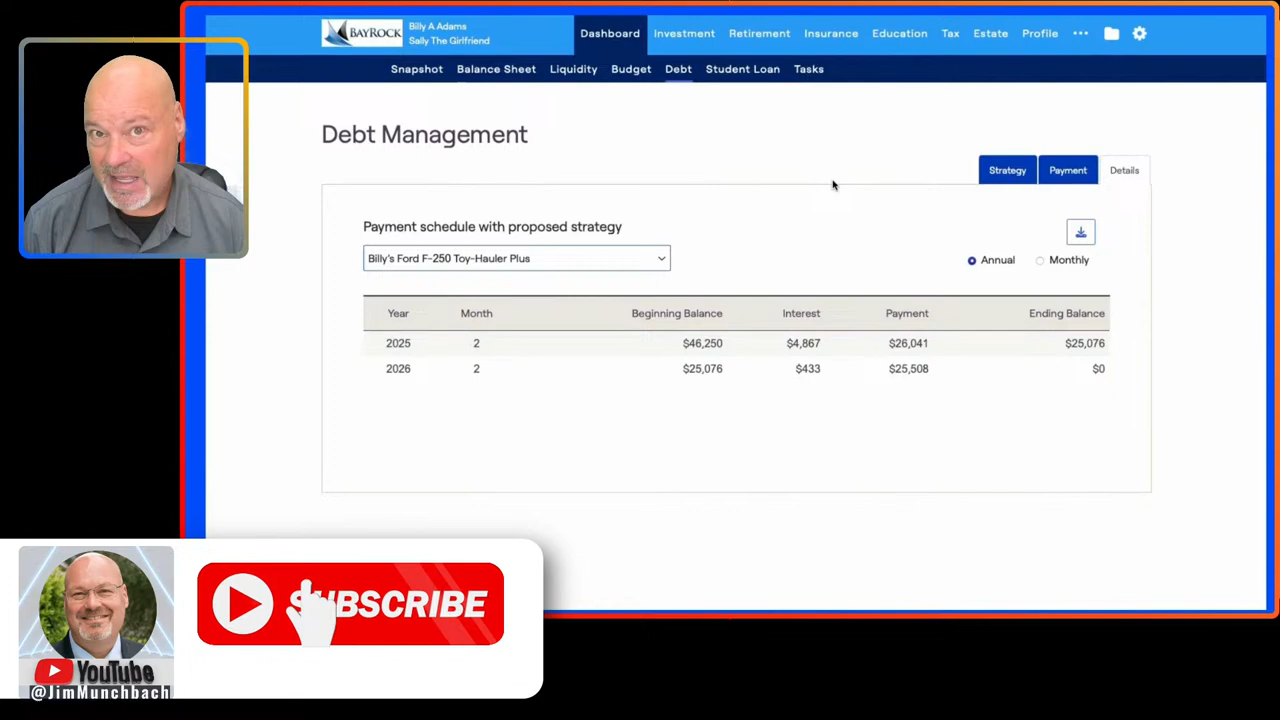 BAYROCK
Billy A Adams
Sally The Girlfriend
Dashboard Investment Retirement Insurance Education Tax Estate Profile
Snapshot Balance Sheet Liquidity Budget Debt Student Loan Tasks
Debt Management
Strategy Payment Details
Payment schedule with proposed strategy
Billy's Ford F-250 Toy-Hauler Plus
Annual Monthly
Year Month Beginning Balance Interest Payment Ending Balance
2025 2 $46,250 $4,867 $26,041 $25,076
2026 2 $25,076 $433 $25,508 $0
SUBSCRIBE
YouTube
@JimMunchbach